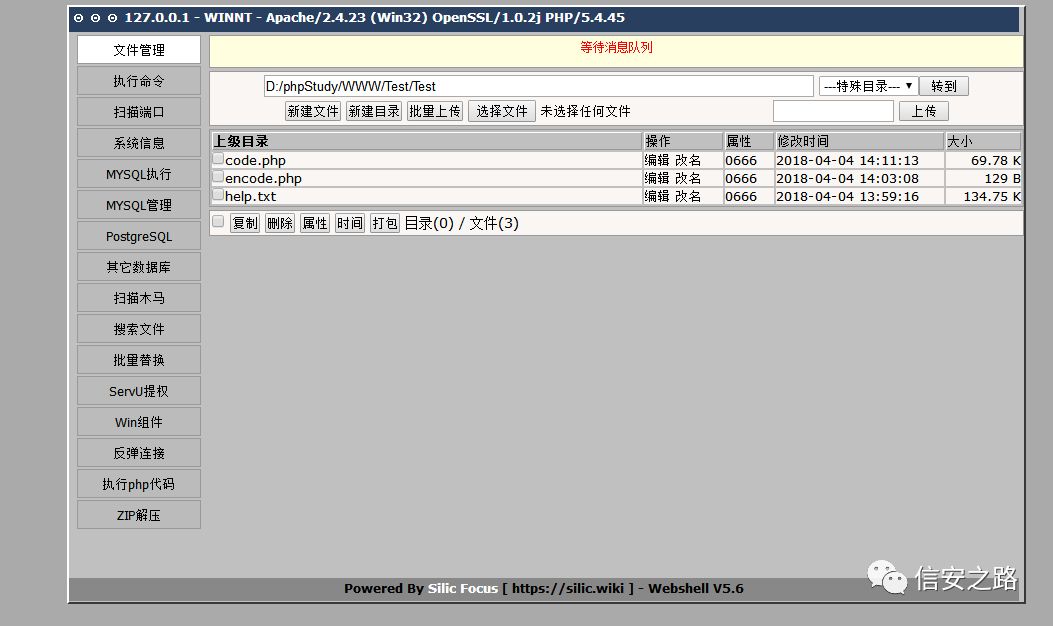 127.0.0.1 - WINNT - Apache/2.4.23 (Win32) OpenSSL/1.0.2j PHP/5.4.45
文件管理
执行命令
扫描端口
系统信息
MYSQL执行
MYSQL管理
PostgreSQL
其它数据库
扫描木马
搜索文件
批量替换
ServU提权
Win组件
反弹连接
执行php代码
ZIP解压
等待消息队列
D:/phpStudy/WWW/Test/Test ---特殊目录--- 转到
新建文件 新建目录 批量上传 选择文件 未选择任何文件 上传
上级目录 操作 属性 修改时间 大小
code.php 编辑 改名 0666 2018-04-04 14:11:13 69.78 K
encode.php 编辑 改名 0666 2018-04-04 14:03:08 129 B
help.txt 编辑 改名 0666 2018-04-04 13:59:16 134.75 K
复制 删除 属性 时间 打包 目录(0) / 文件(3)
Powered By Silic Focus [ https://silic.wiki ] - Webshell V5.6
信安之路